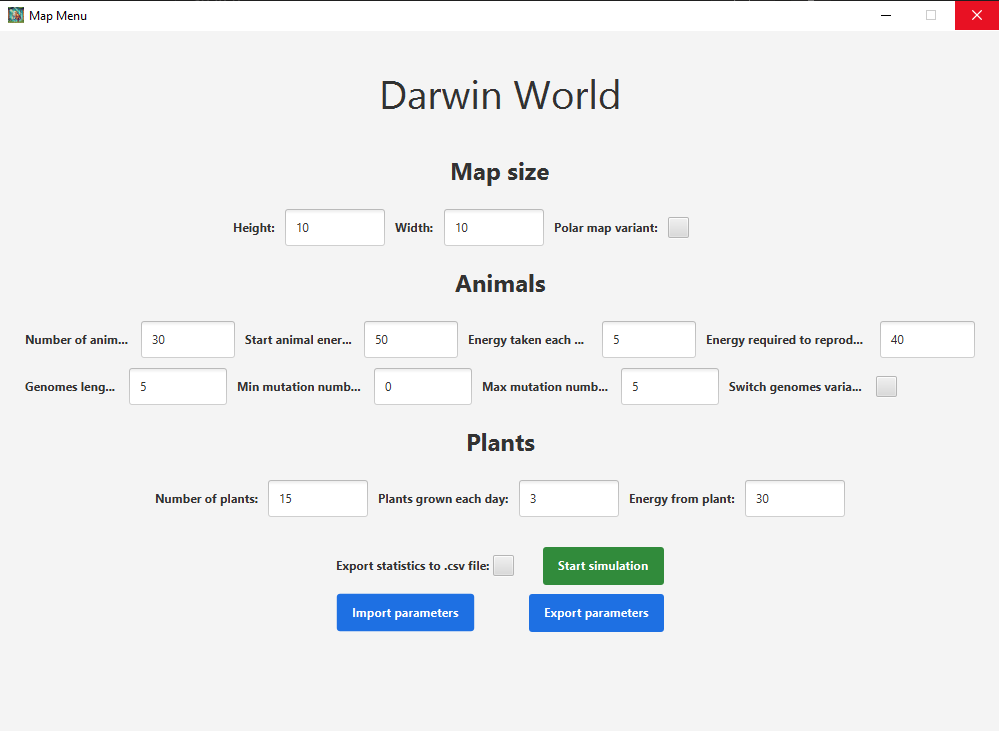 Map Menu
Darwin World
Map size
Height: 10 Width: 10 Polar map variant:
Animals
Number of anim... 30 Start animal ener... 50 Energy taken each ... 5 Energy required to reprod... 40
Genomes leng... 5 Min mutation numb... 0 Max mutation numb... 5 Switch genomes varia...
Plants
Number of plants: 15 Plants grown each day: 3 Energy from plant: 30
Export statistics to .csv file: Start simulation
Import parameters Export parameters